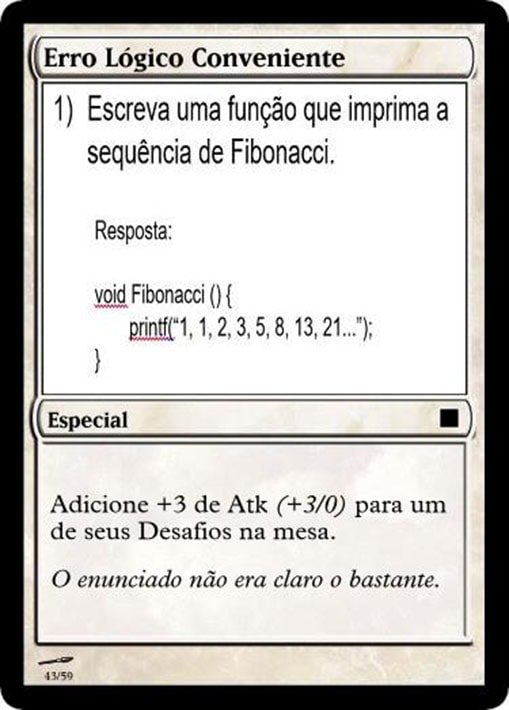 Erro Lógico Conveniente
1) Escreva uma função que imprima a
sequência de Fibonacci.
Resposta:
void Fibonacci () {
printf(“1, 1, 2, 3, 5, 8, 13, 21...”);
}
Especial
Adicione +3 de Atk (+3/0) para um
de seus Desafios na mesa.
O enunciado não era claro o bastante.
43/59